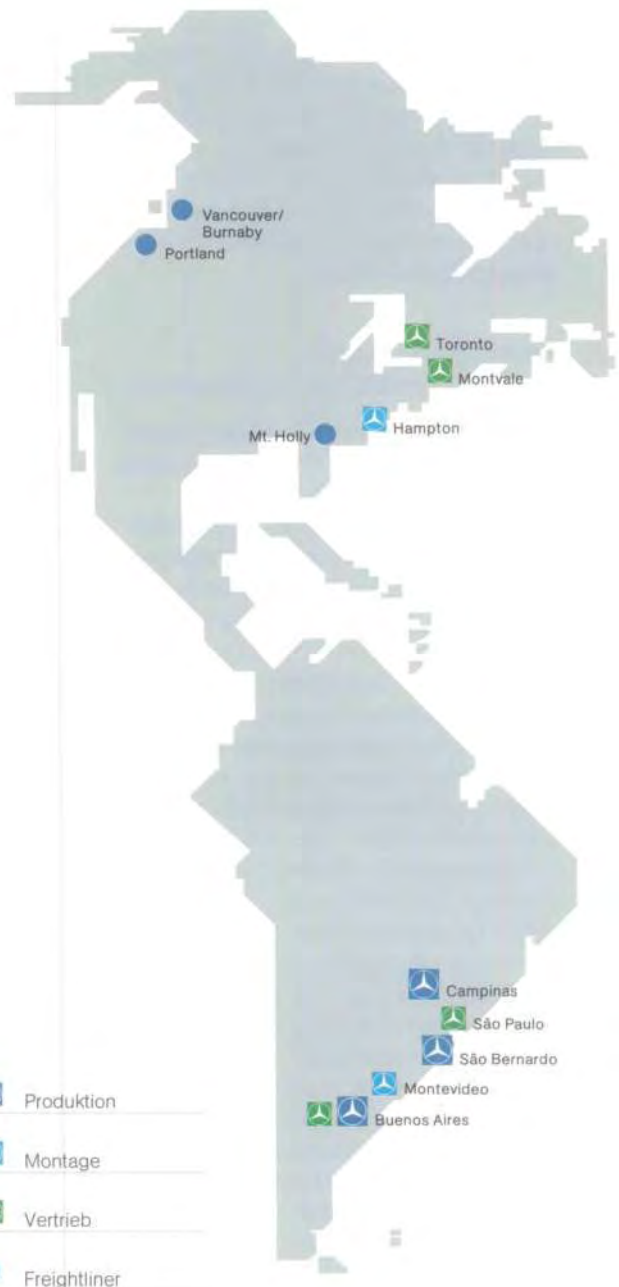 Vancouver/
Burnaby
Portland
Toronto
Montvale
Hampton
Mt. Holly
Campinas
São Paulo
São Bernardo
Montevideo
Buenos Aires
Produktion
Montage
Vertrieb
Freightliner